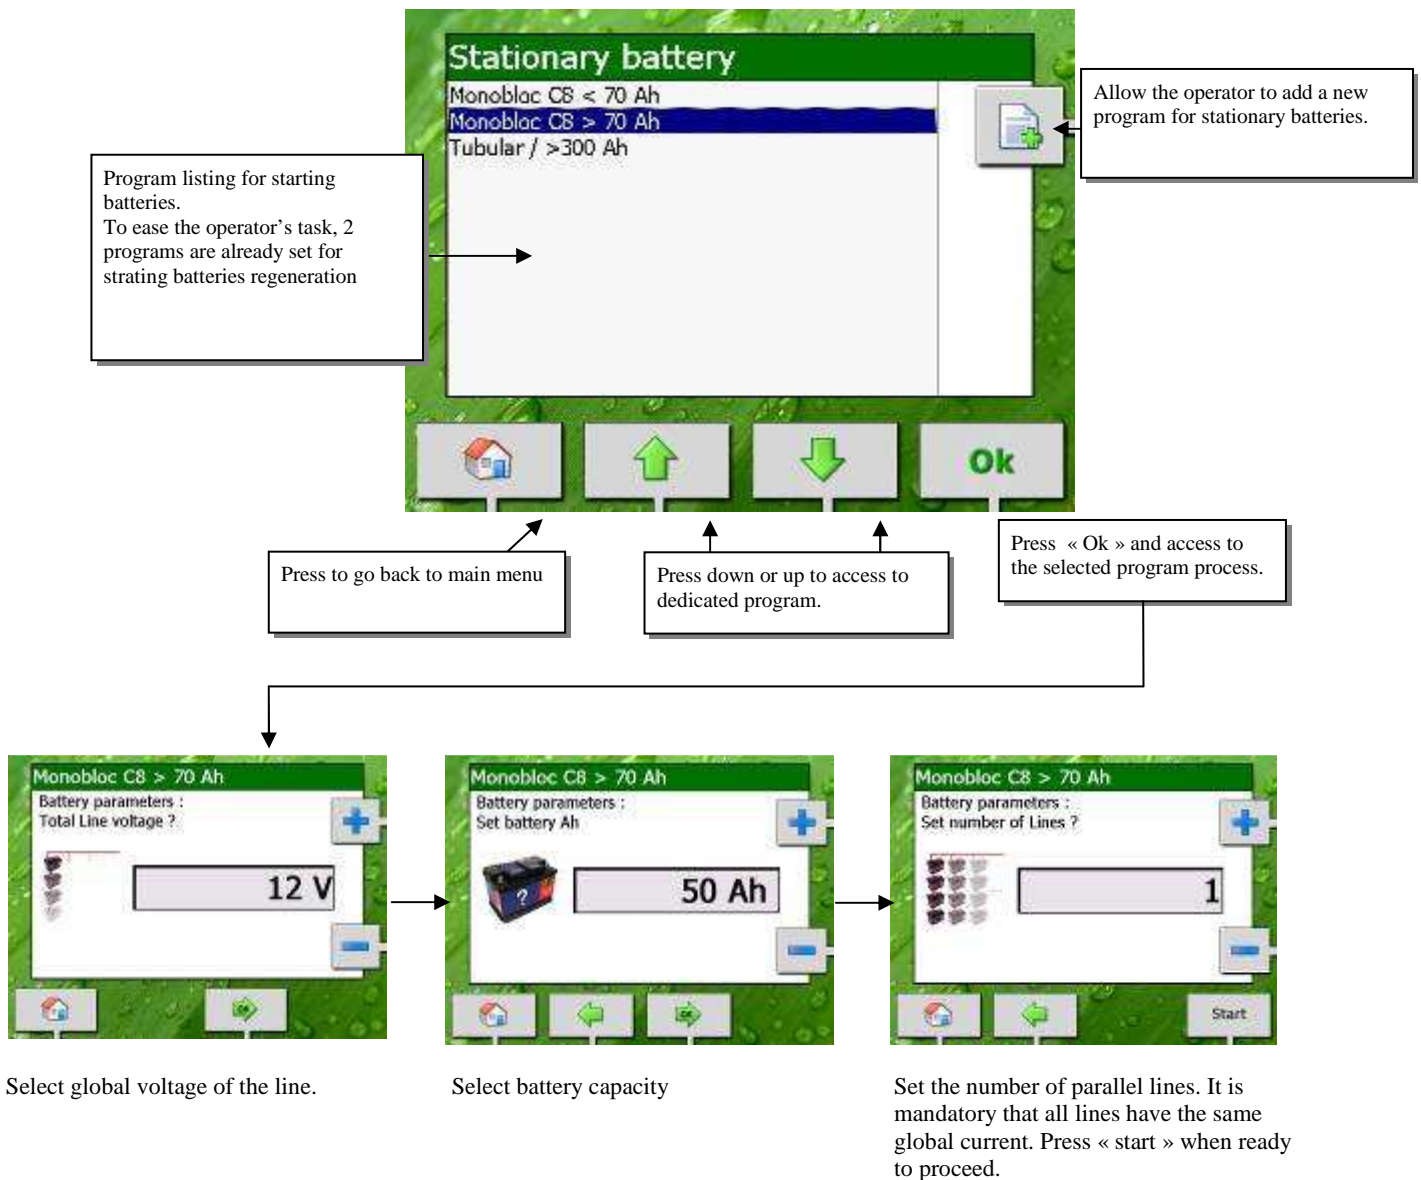 Stationary battery
Monobloc C8 < 70 Ah
Monobloc C8 > 70 Ah
Tubular / >300 Ah
Allow the operator to add a new
program for stationary batteries.
Program listing for starting
batteries.
To ease the operator's task, 2
programs are already set for
strating batteries regeneration
Ok
Press to go back to main menu
Press down or up to access to
dedicated program.
Press « Ok » and access to
the selected program process.
Monobloc C8 > 70 Ah
Battery parameters :
Total Line voltage ?
12 V
OK
Select global voltage of the line.
Monobloc C8 > 70 Ah
Battery parameters :
Set battery Ah
?
50 Ah
OK
Select battery capacity
Monobloc C8 > 70 Ah
Battery parameters :
Set number of Lines ?
1
Start
Set the number of parallel lines. It is
mandatory that all lines have the same
global current. Press « start » when ready
to proceed.